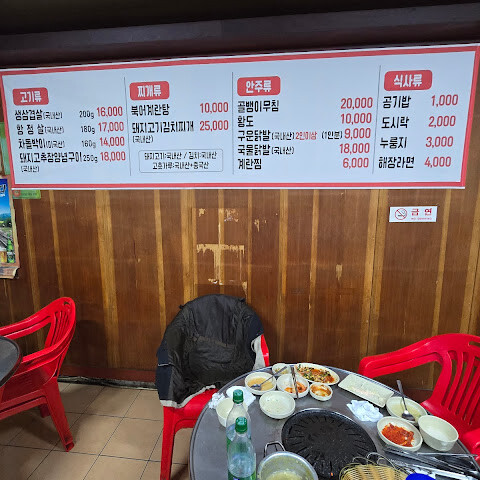 고기류
생삼겹살(국내산) 200g 16,000
항 정 살(국내산) 180g 17,000
차돌박이(미국산) 160g 14,000
돼지고추장양념구이 250g 18,000
(국내산)
찌개류
북어계란탕 10,000
돼지고기김치찌개 25,000
(국내산)
돼지고기:국내산 / 김치:국내산
고춧가루:국내산+중국산
안주류
골뱅이무침 20,000
황도 10,000
구운닭발(국내산) 2인이상 (1인분) 9,000
국물닭발(국내산) 18,000
계란찜 6,000
식사류
공기밥 1,000
도시락 2,000
누룽지 3,000
해장라면 4,000
금연